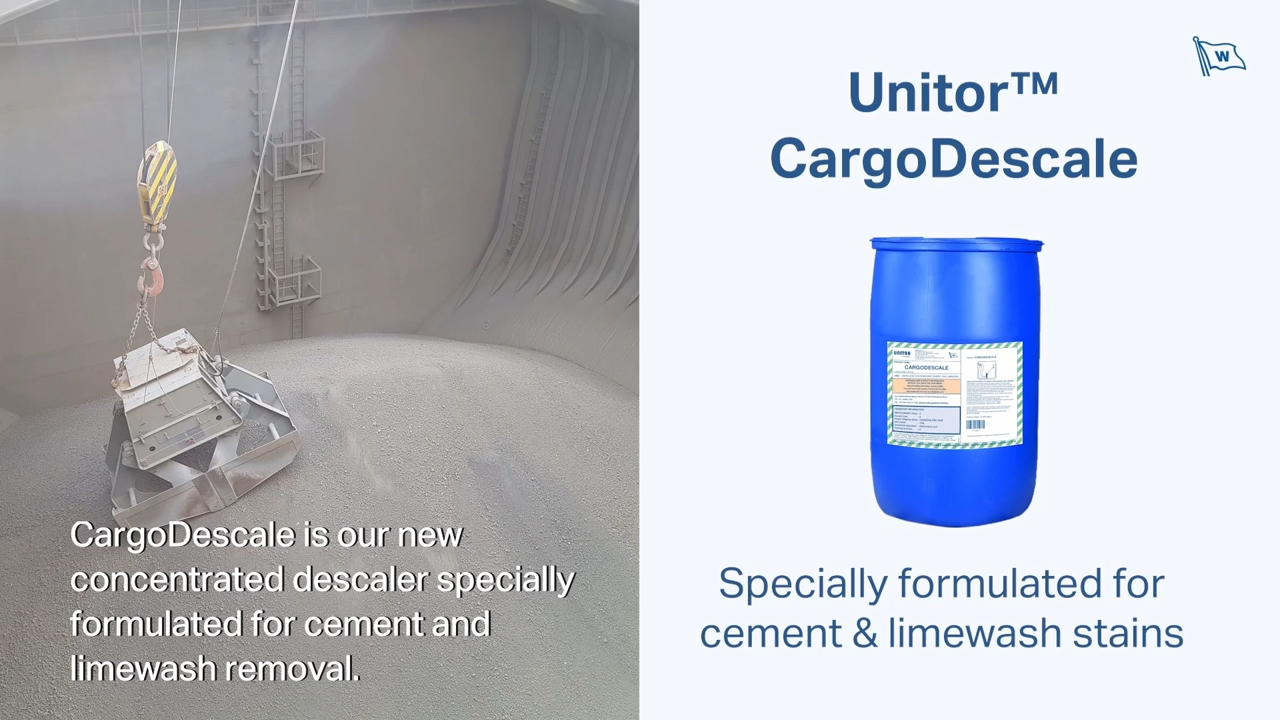 CargoDescale is our new
concentrated descaler specially
formulated for cement and
limewash removal.
W
Unitor™
CargoDescale
UNITOR
CARGODESCALE
Specially formulated for
cement & limewash stains